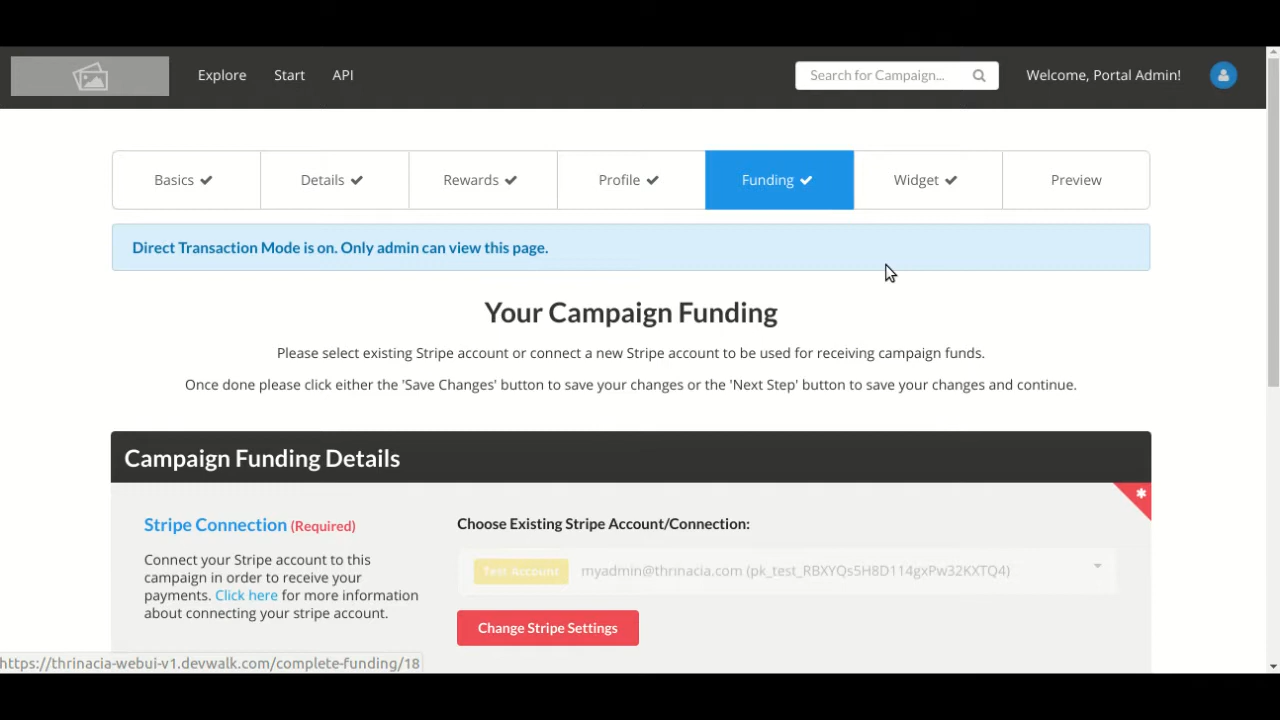 Explore Start API Search for Campaign... Welcome, Portal Admin!
Basics Details Rewards Profile Funding Widget Preview
Direct Transaction Mode is on. Only admin can view this page.
Your Campaign Funding
Please select existing Stripe account or connect a new Stripe account to be used for receiving campaign funds.
Once done please click either the 'Save Changes' button to save your changes or the 'Next Step' button to save your changes and continue.
Campaign Funding Details
Stripe Connection (Required)
Connect your Stripe account to this
campaign in order to receive your
payments. Click here for more information
about connecting your stripe account.
Choose Existing Stripe Account/Connection:
Test Account myadmin@thrinacia.com (pk_test_RBXYQs5H8D114gxPw32KXTQ4)
Change Stripe Settings
https://thrinacia-webui-v1.devwalk.com/complete-funding/18